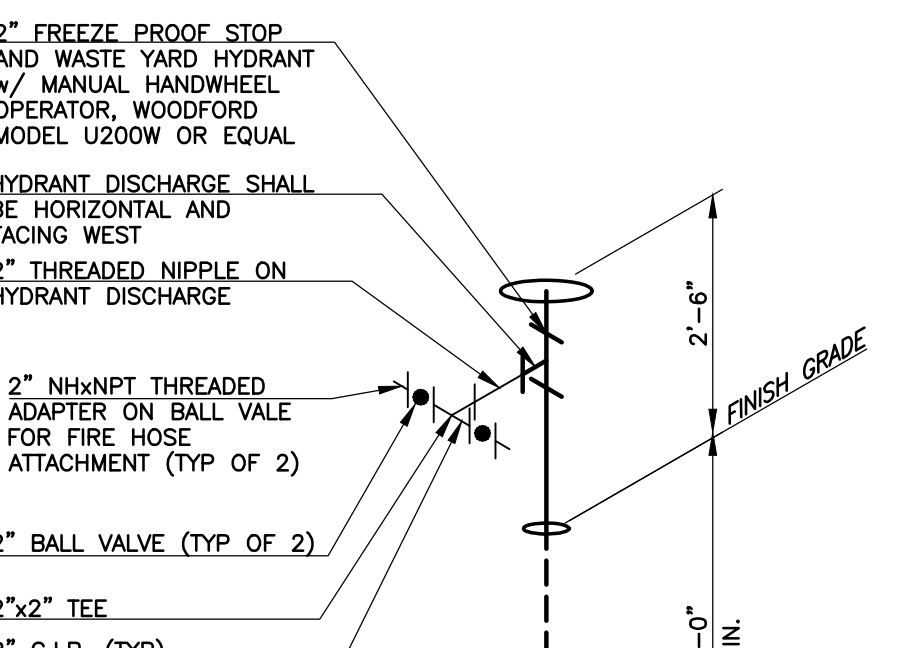 2" FREEZE PROOF STOP
AND WASTE YARD HYDRANT
w/ MANUAL HANDWHEEL
OPERATOR, WOODFORD
MODEL U200W OR EQUAL
HYDRANT DISCHARGE SHALL
BE HORIZONTAL AND
FACING WEST
2" THREADED NIPPLE ON
HYDRANT DISCHARGE
2'-6"
FINISH GRADE
2" NHxNPT THREADED
ADAPTER ON BALL VALE
FOR FIRE HOSE
ATTACHMENT (TYP OF 2)
2" BALL VALVE (TYP OF 2)
2"x2" TEE
-0"
IN.